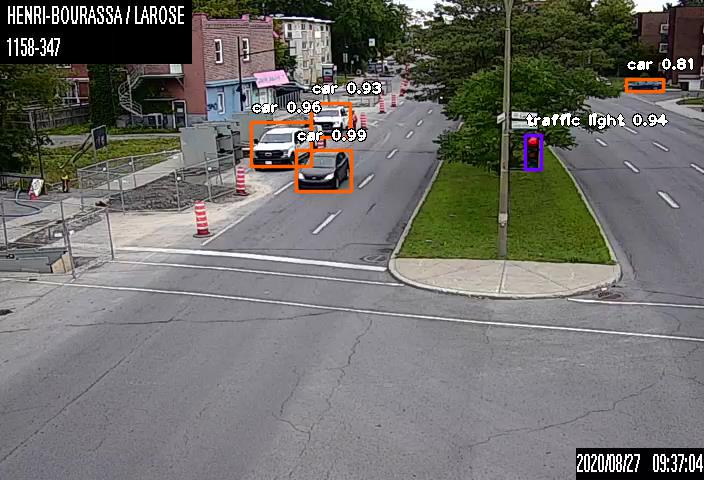 HENRI-BOURASSA / LAROSE
1158-347
car 0.81
car 0.93
car 0.96
traffic light 0.94
car 0.99
2020/08/27 09:37:04